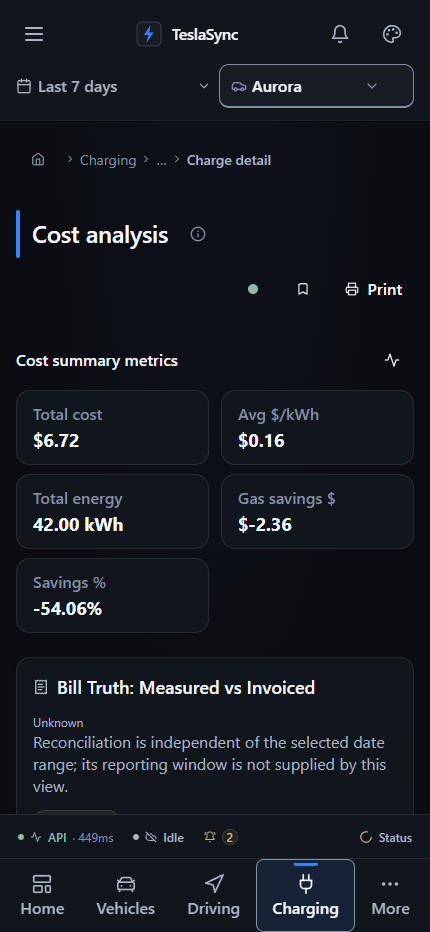 TeslaSync
Last 7 days
Aurora
Charging
...
Charge detail
Cost analysis
Print
Cost summary metrics
Total cost
$6.72
Avg $/kWh
$0.16
Total energy
42.00 kWh
Gas savings $
$-2.36
Savings %
-54.06%
Bill Truth: Measured vs Invoiced
Unknown
Reconciliation is independent of the selected date
range; its reporting window is not supplied by this
view.
API · 449ms
Idle
2
Status
Home
Vehicles
Driving
Charging
More